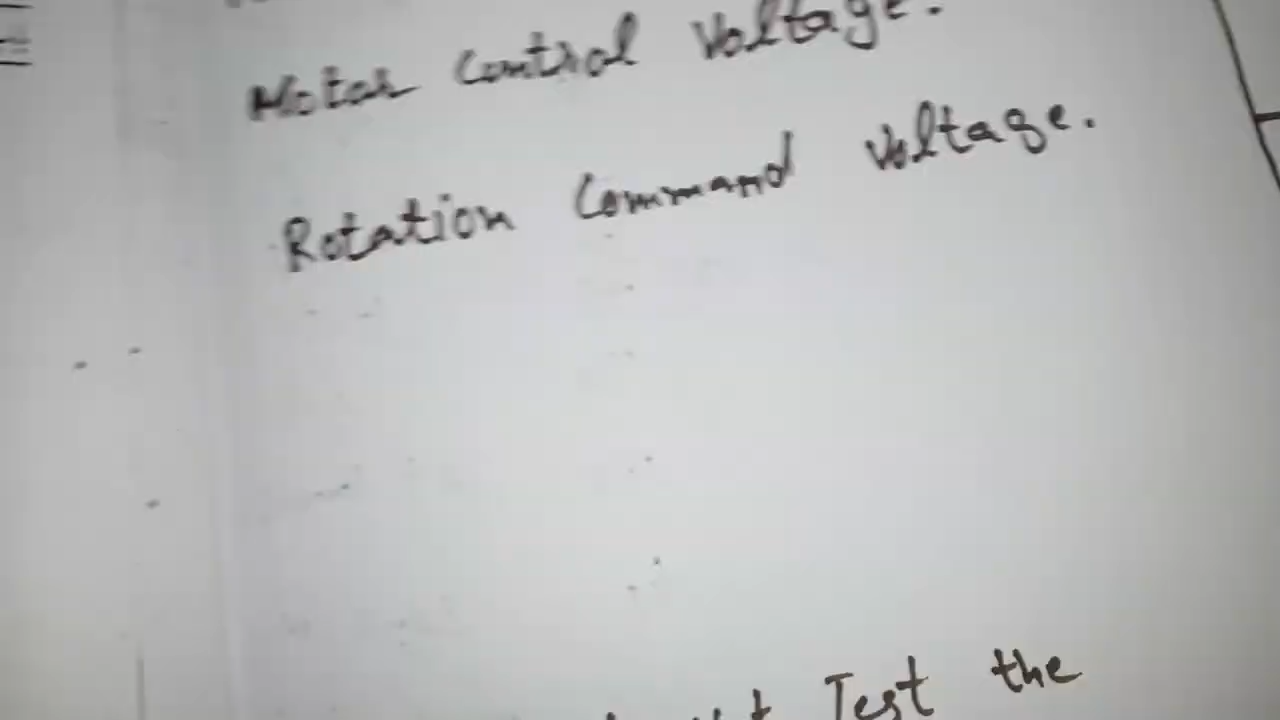 Motor Control Voltage.
Rotation Command Voltage.
Test the